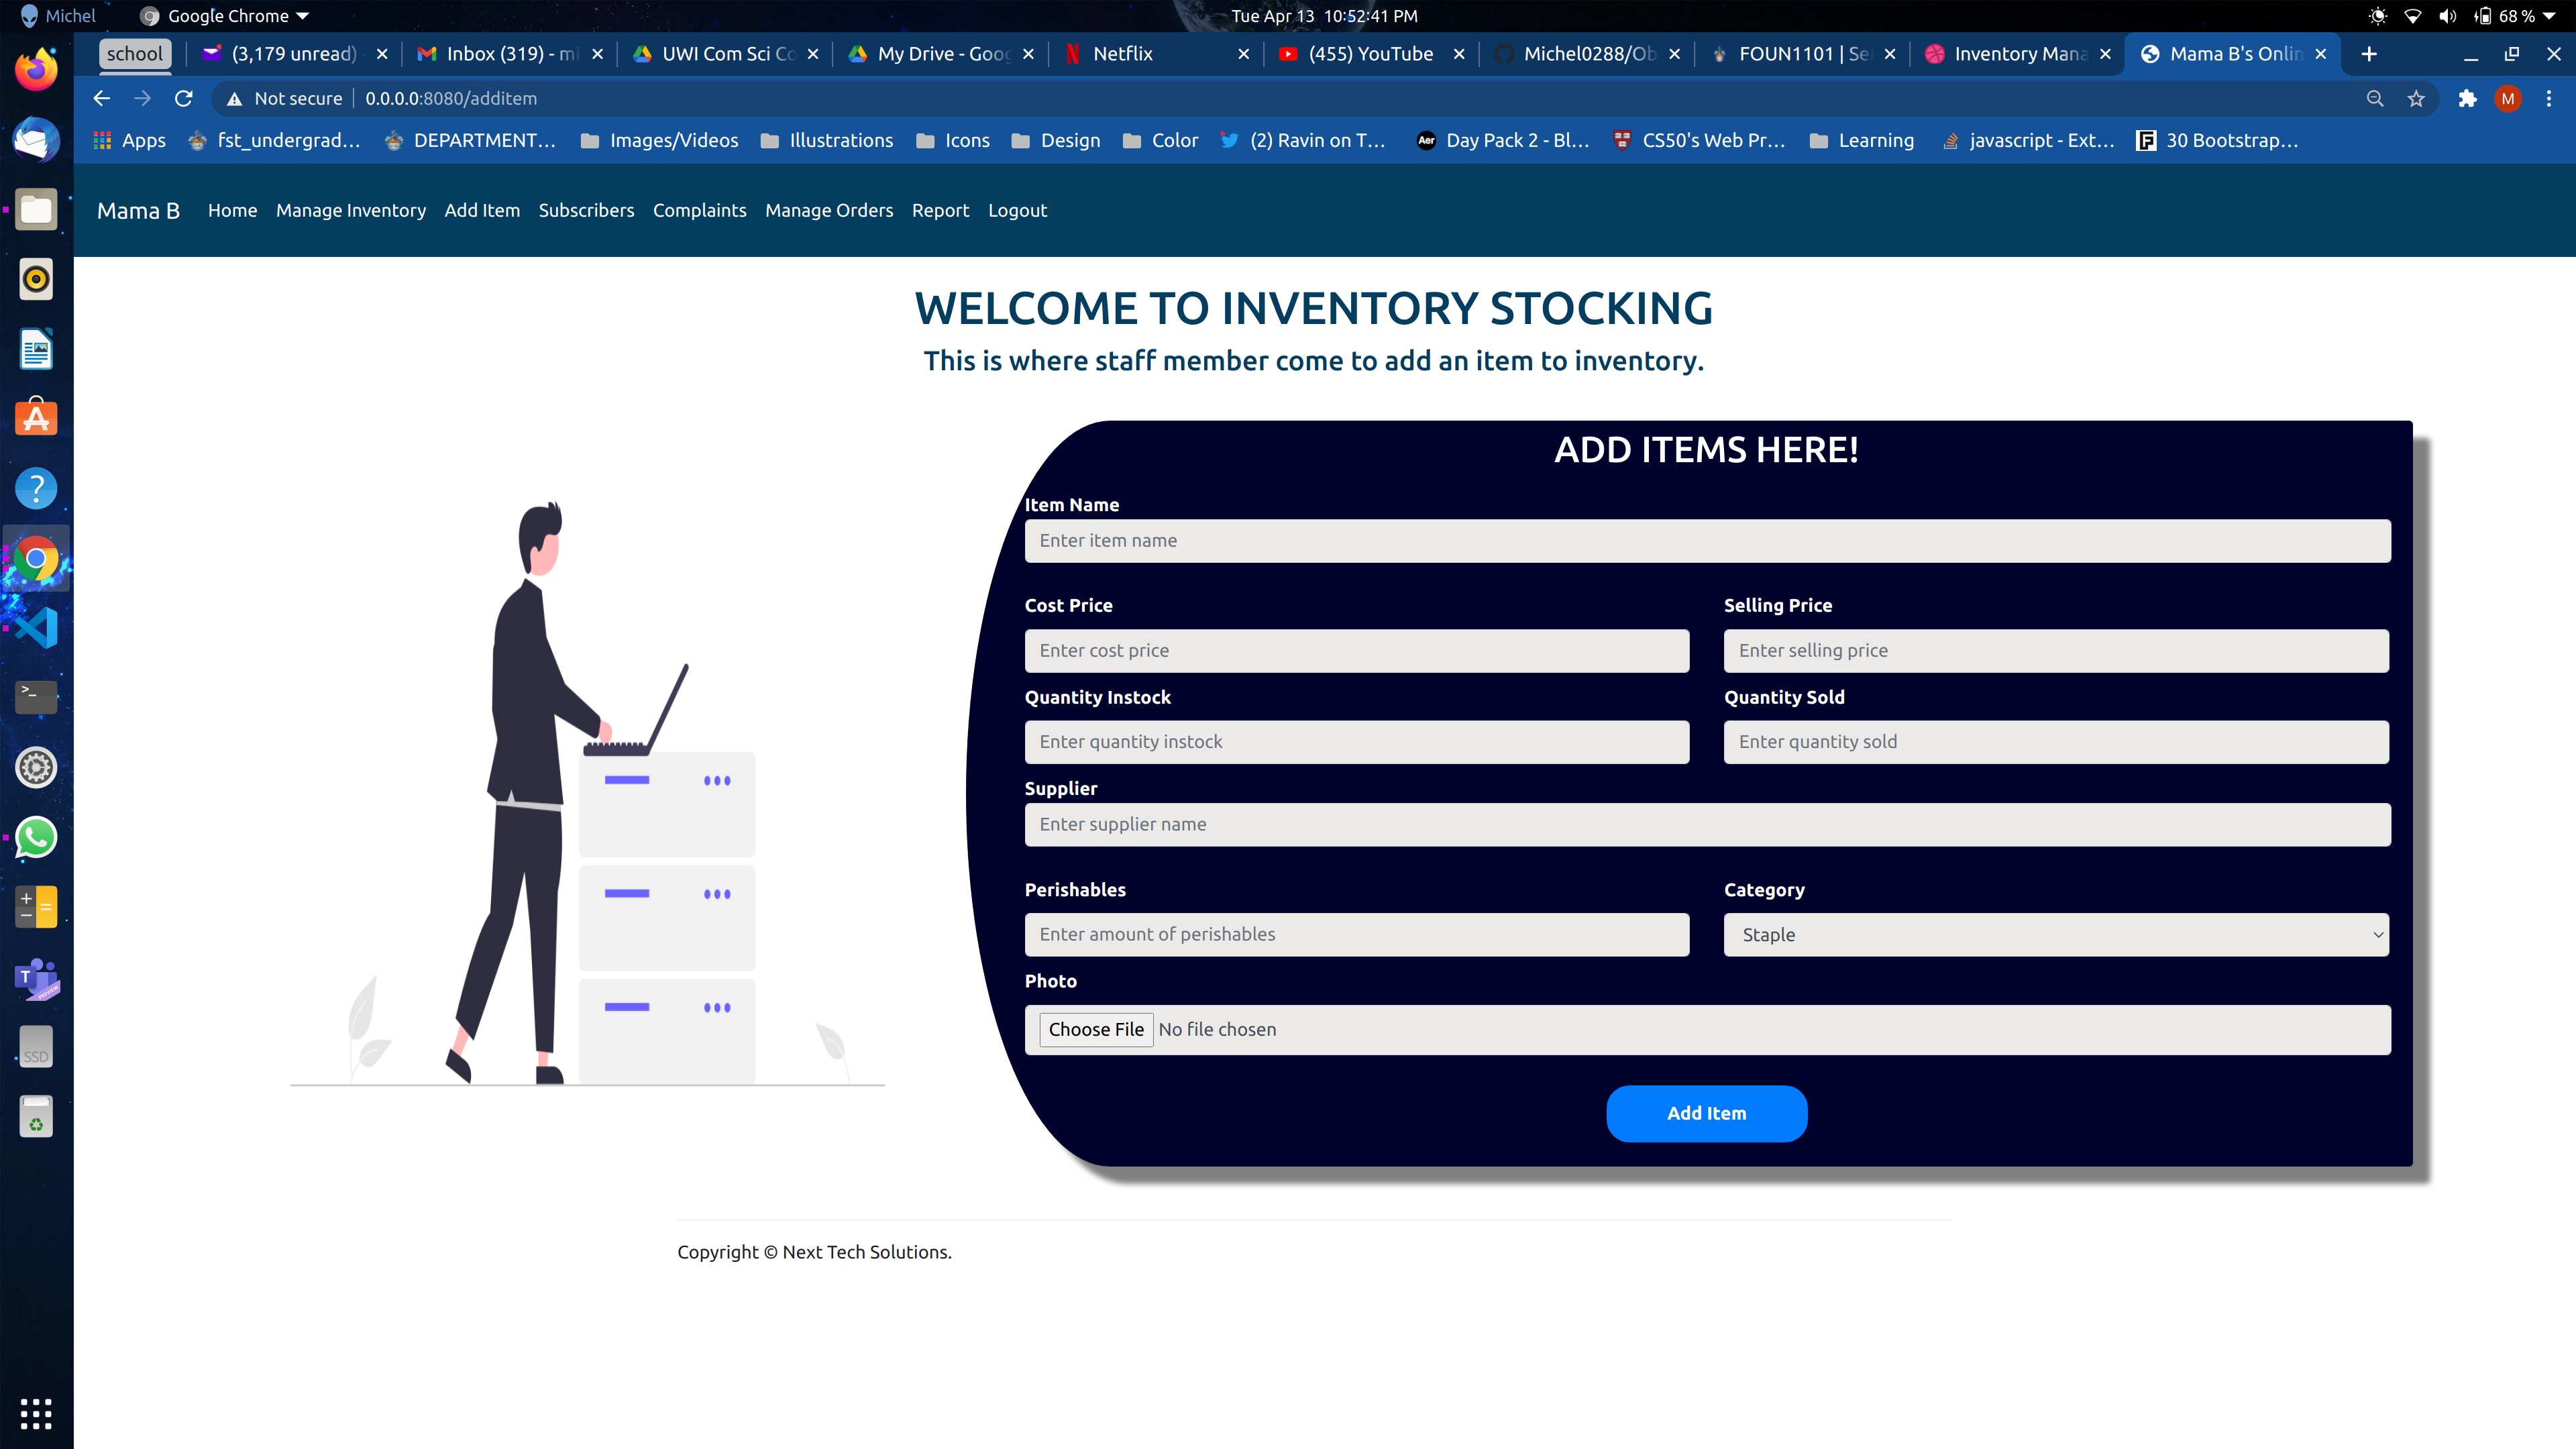 Michel Google Chrome Tue Apr 13 10:52:41 PM 68 %
school (3,179 unread) - Inbox (319) - mi UWI Com Sci Co My Drive - Goog Netflix (455) YouTube Michel0288/Ob FOUN1101 | Se Inventory Mana Mama B's Onlin
Not secure 0.0.0.0:8080/additem M
Apps fst_undergrad... DEPARTMENT... Images/Videos Illustrations Icons Design Color (2) Ravin on T... Aer Day Pack 2 - Bl... CS50's Web Pr... Learning javascript - Ext... 30 Bootstrap...
Mama B Home Manage Inventory Add Item Subscribers Complaints Manage Orders Report Logout
WELCOME TO INVENTORY STOCKING
This is where staff member come to add an item to inventory.
ADD ITEMS HERE!
Item Name
Enter item name
Cost Price Selling Price
Enter cost price Enter selling price
Quantity Instock Quantity Sold
Enter quantity instock Enter quantity sold
Supplier
Enter supplier name
Perishables Category
Enter amount of perishables Staple
Photo
Choose File No file chosen
Add Item
Copyright © Next Tech Solutions.
SSD